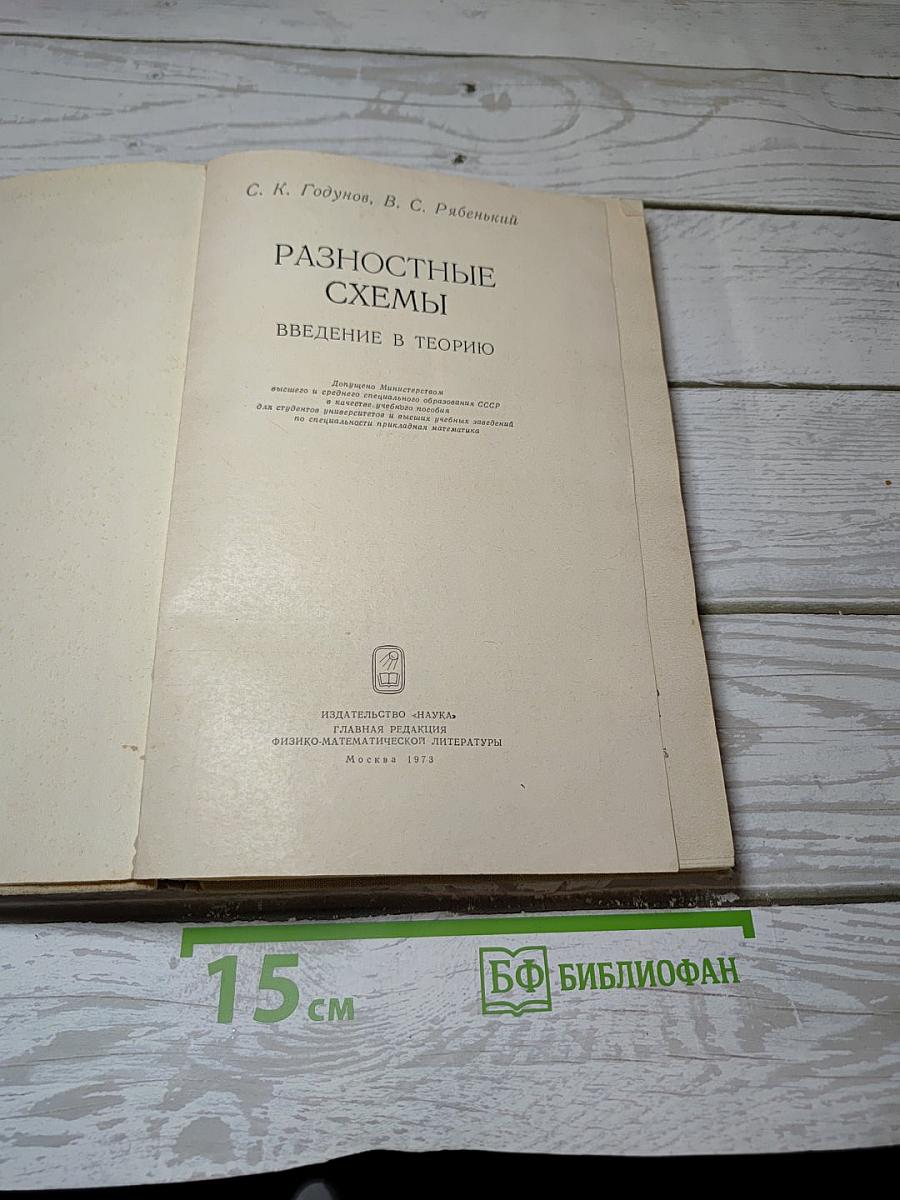 С. К. Годунов, В. С. Рябенький
РАЗНОСТНЫЕ
СХЕМЫ
ВВЕДЕНИЕ В ТЕОРИЮ
Допущено Министерством
высшего и среднего специального образования СССР
в качестве учебного пособия
для студентов университетов и высших учебных заведений
по специальности прикладная математика
ИЗДАТЕЛЬСТВО «НАУКА»
ГЛАВНАЯ РЕДАКЦИЯ
ФИЗИКО-МАТЕМАТИЧЕСКОЙ ЛИТЕРАТУРЫ
Москва 1973
15 см
БФ БИБЛИОФАН